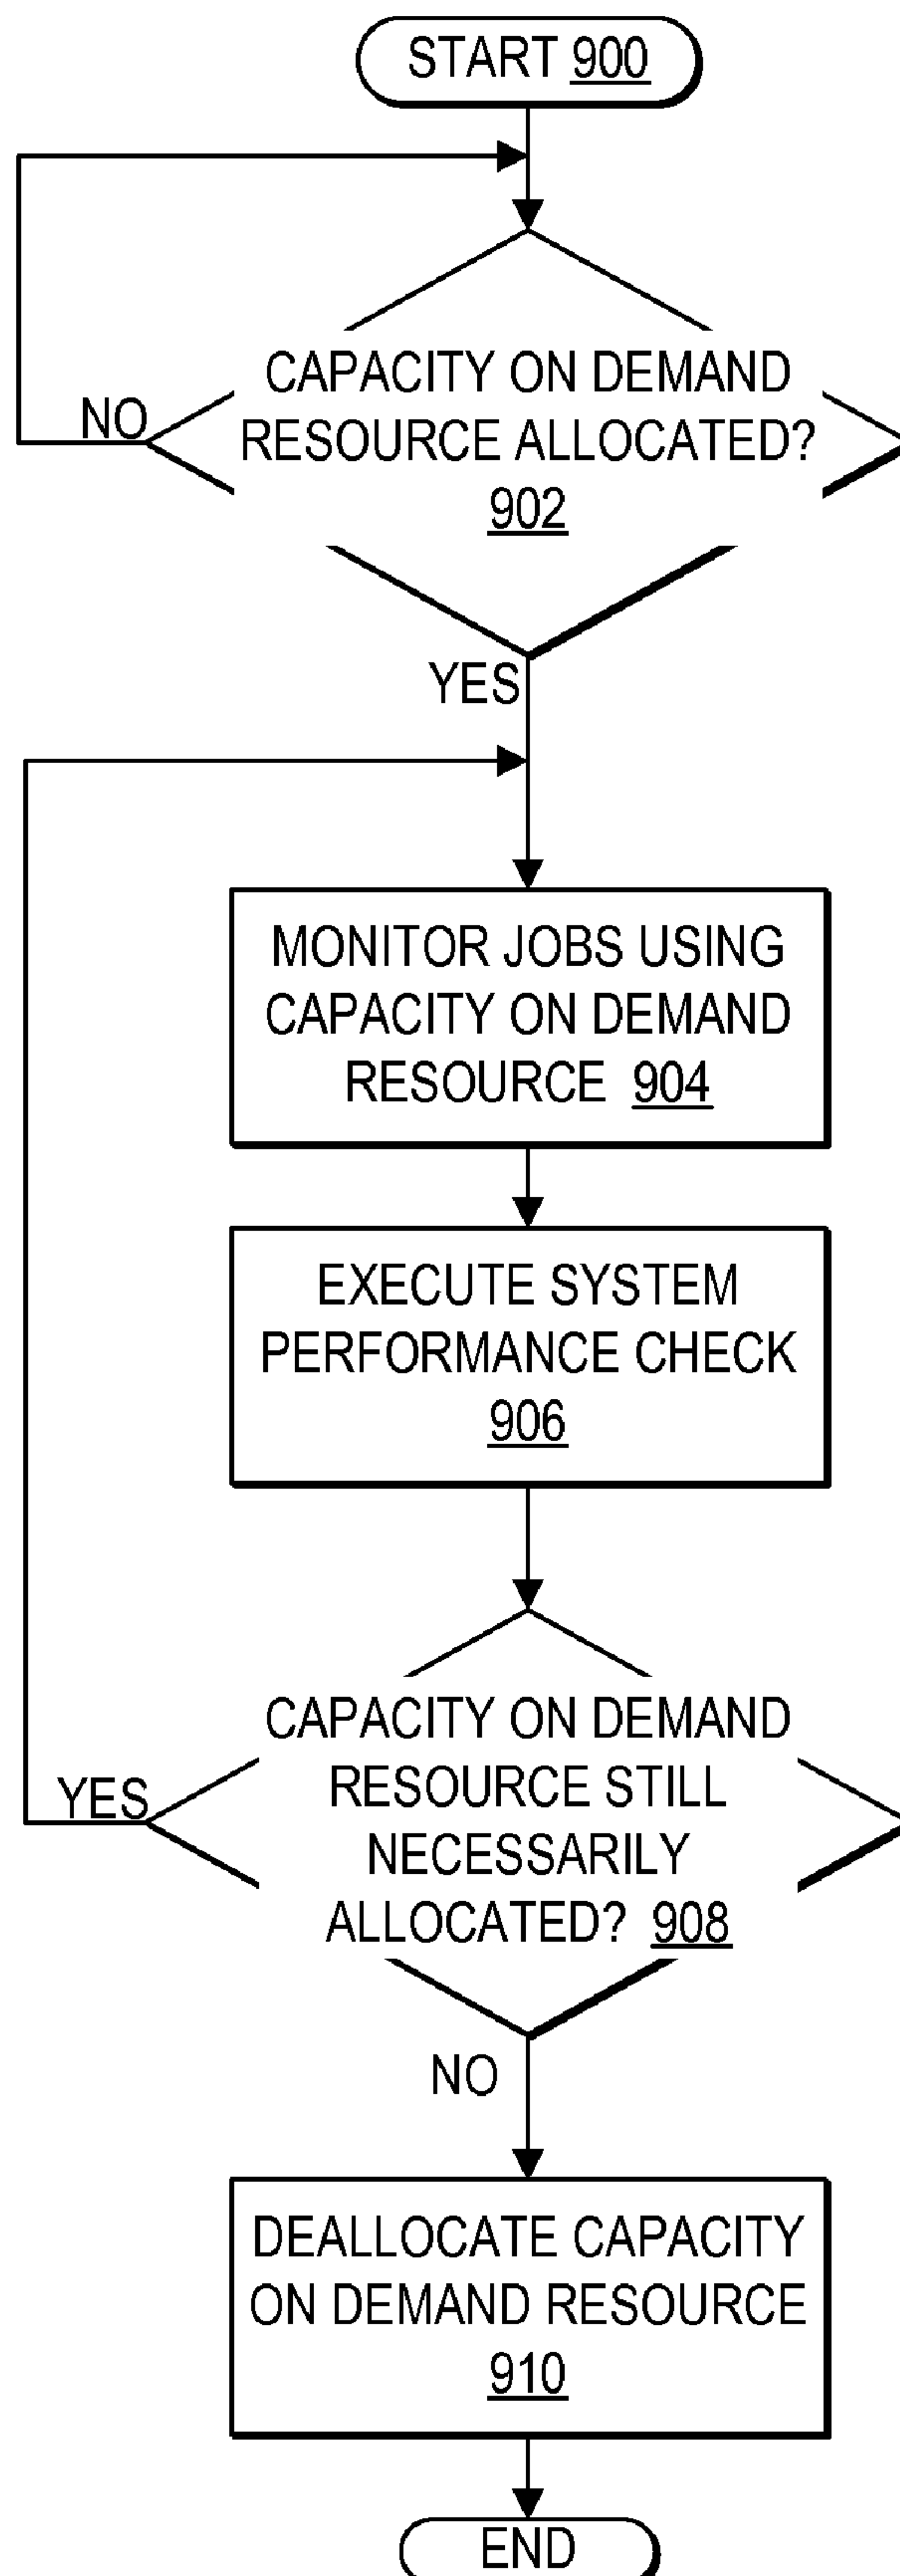 START 900
CAPACITY ON DEMAND
RESOURCE ALLOCATED?
902
NO
YES
MONITOR JOBS USING
CAPACITY ON DEMAND
RESOURCE 904
EXECUTE SYSTEM
PERFORMANCE CHECK
906
CAPACITY ON DEMAND
RESOURCE STILL
NECESSARILY
ALLOCATED? 908
YES
NO
DEALLOCATE CAPACITY
ON DEMAND RESOURCE
910
END